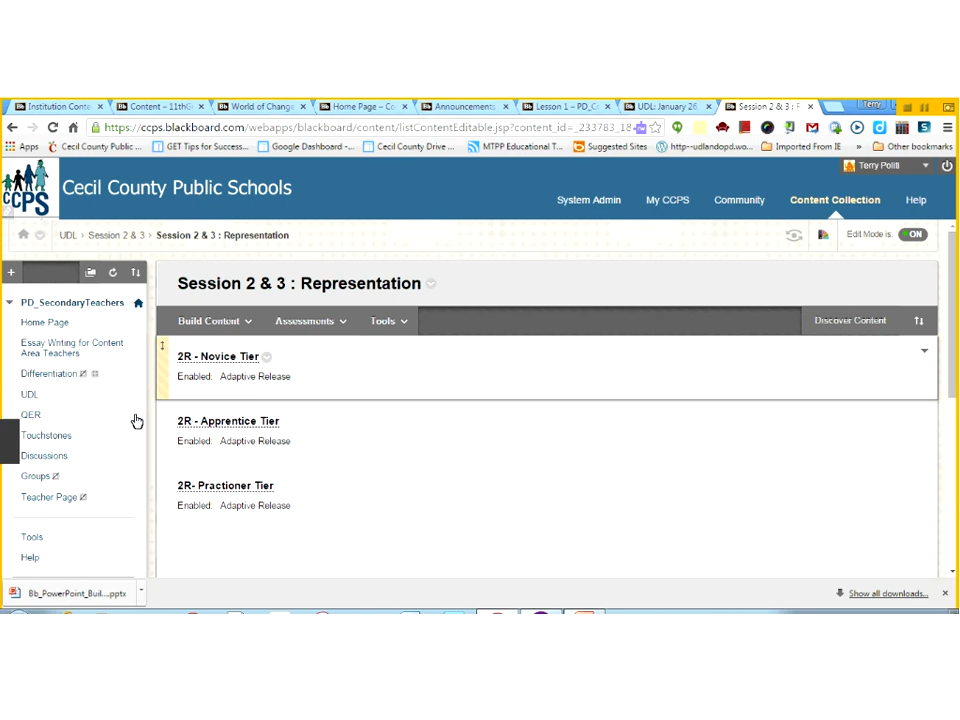 Institution Conte
Content – 11thGr
World of Change
Home Page – Co
Announcements
Lesson 1 – PD_C
UDL: January 26,
Session 2 & 3 : R
Terry
https://ccps.blackboard.com/webapps/blackboard/content/listContentEditable.jsp?content_id=_233783_18
Apps
Cecil County Public ...
GET Tips for Success...
Google Dashboard -...
Cecil County Drive ...
MTPP Educational T...
Suggested Sites
http--udlandopd.wo...
Imported From IE
»
Other bookmarks
CCPS
Cecil County Public Schools
Terry Politi
System Admin
My CCPS
Community
Content Collection
Help
UDL > Session 2 & 3 > Session 2 & 3 : Representation
Edit Mode is:
ON
PD_SecondaryTeachers
Home Page
Essay Writing for Content
Area Teachers
Differentiation
UDL
QER
Touchstones
Discussions
Groups
Teacher Page
Tools
Help
Session 2 & 3 : Representation
Build Content
Assessments
Tools
Discover Content
2R - Novice Tier
Enabled: Adaptive Release
2R - Apprentice Tier
Enabled: Adaptive Release
2R- Practioner Tier
Enabled: Adaptive Release
Bb_PowerPoint_Buil....pptx
Show all downloads...